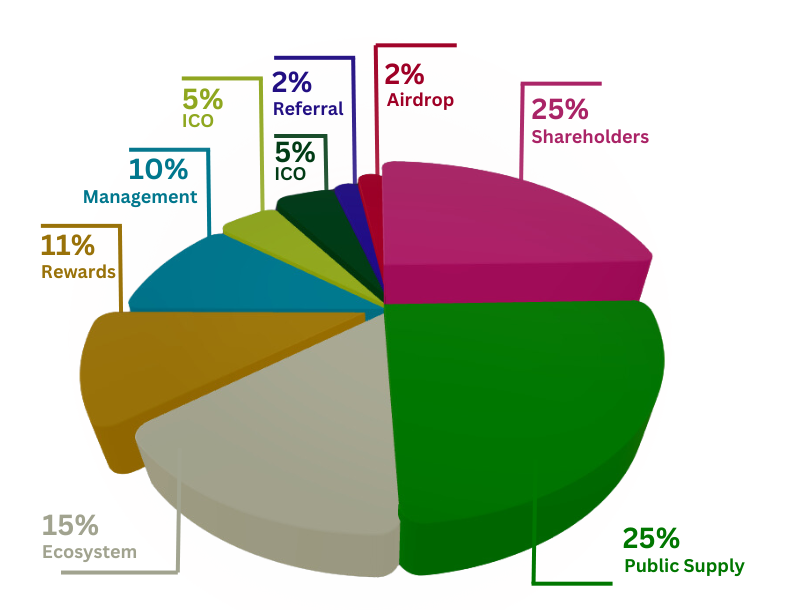 2%
Airdrop
25%
Shareholders
2%
Referral
5%
ICO
5%
ICO
10%
Management
11%
Rewards
15%
Ecosystem
25%
Public Supply